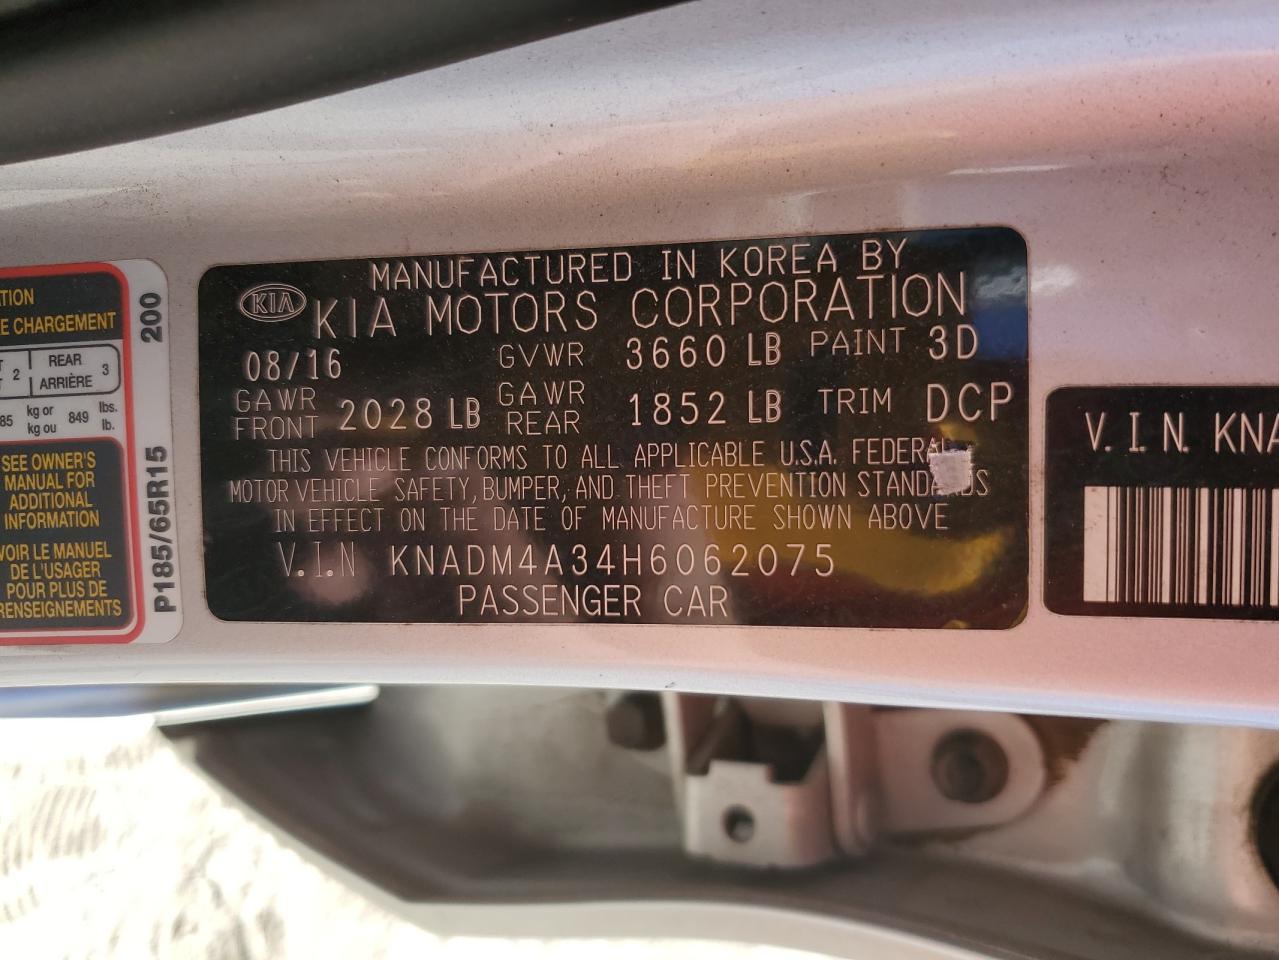 TION
E CHARGEMENT
2 REAR 3
ARRIÈRE
85 kg or 849 lbs.
kg ou lb.
SEE OWNER'S
MANUAL FOR
ADDITIONAL
INFORMATION
VOIR LE MANUEL
DE L'USAGER
POUR PLUS DE
RENSEIGNEMENTS
P185/65R15 200
MANUFACTURED IN KOREA BY
KIA KIA MOTORS CORPORATION
08/16 GVWR 3660 LB PAINT 3D
GAWR FRONT 2028 LB GAWR REAR 1852 LB TRIM DCP
THIS VEHICLE CONFORMS TO ALL APPLICABLE U.S.A. FEDERAL
MOTOR VEHICLE SAFETY, BUMPER, AND THEFT PREVENTION STANDARDS
IN EFFECT ON THE DATE OF MANUFACTURE SHOWN ABOVE
V.I.N KNADM4A34H6062075
PASSENGER CAR
V.I.N. KNA